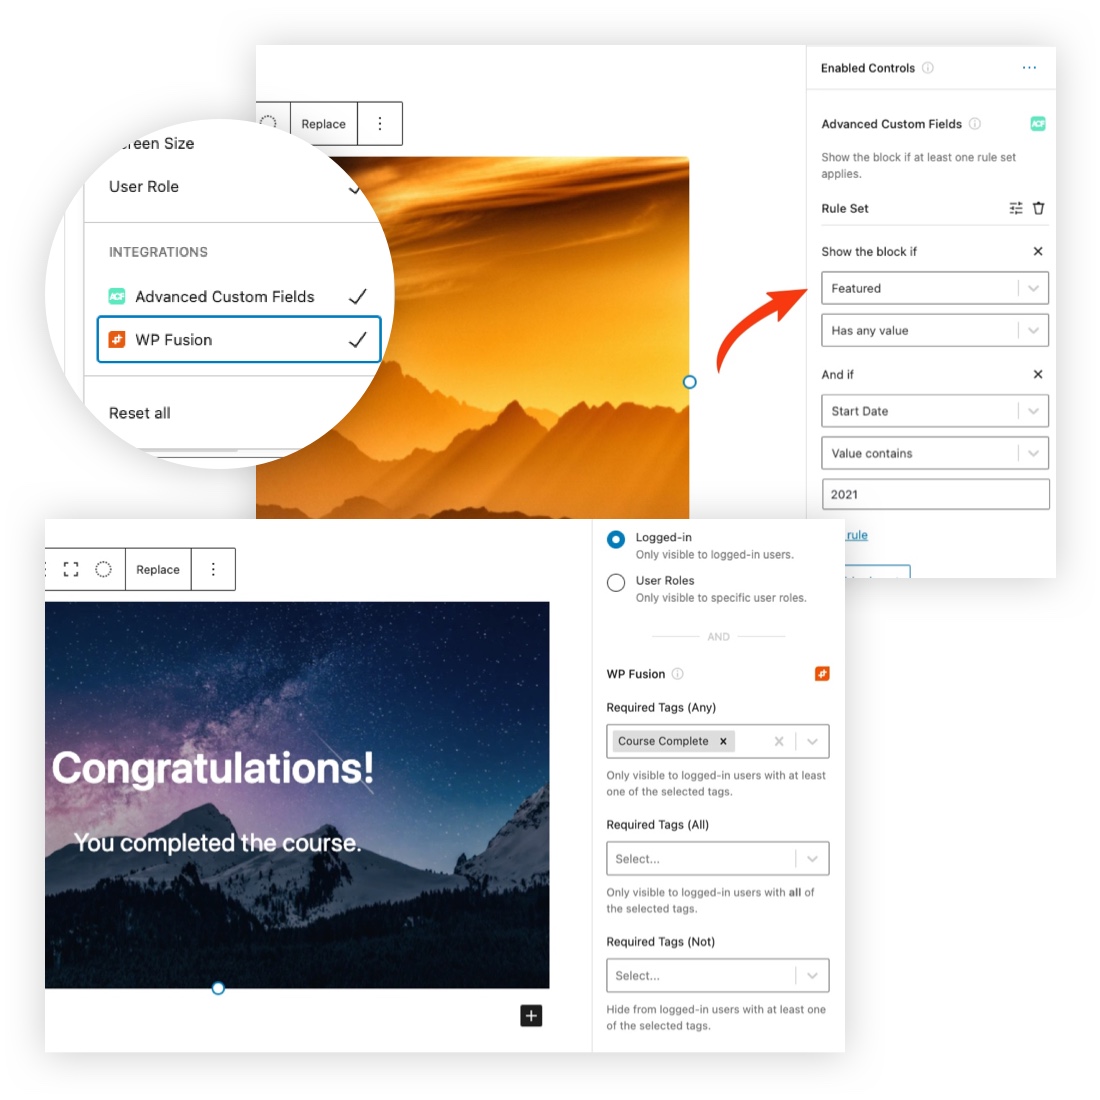 Enabled Controls
Replace
Advanced Custom Fields
ACF
Show the block if at least one rule set
applies.
Rule Set
Show the block if
Featured
Has any value
And if
Start Date
Value contains
2021
rule
Screen Size
User Role
INTEGRATIONS
ACF
Advanced Custom Fields
WP Fusion
Reset all
Replace
Congratulations!
You completed the course.
Logged-in
Only visible to logged-in users.
User Roles
Only visible to specific user roles.
AND
WP Fusion
Required Tags (Any)
Course Complete
Only visible to logged-in users with at least
one of the selected tags.
Required Tags (All)
Select...
Only visible to logged-in users with all of
the selected tags.
Required Tags (Not)
Select...
Hide from logged-in users with at least one
of the selected tags.